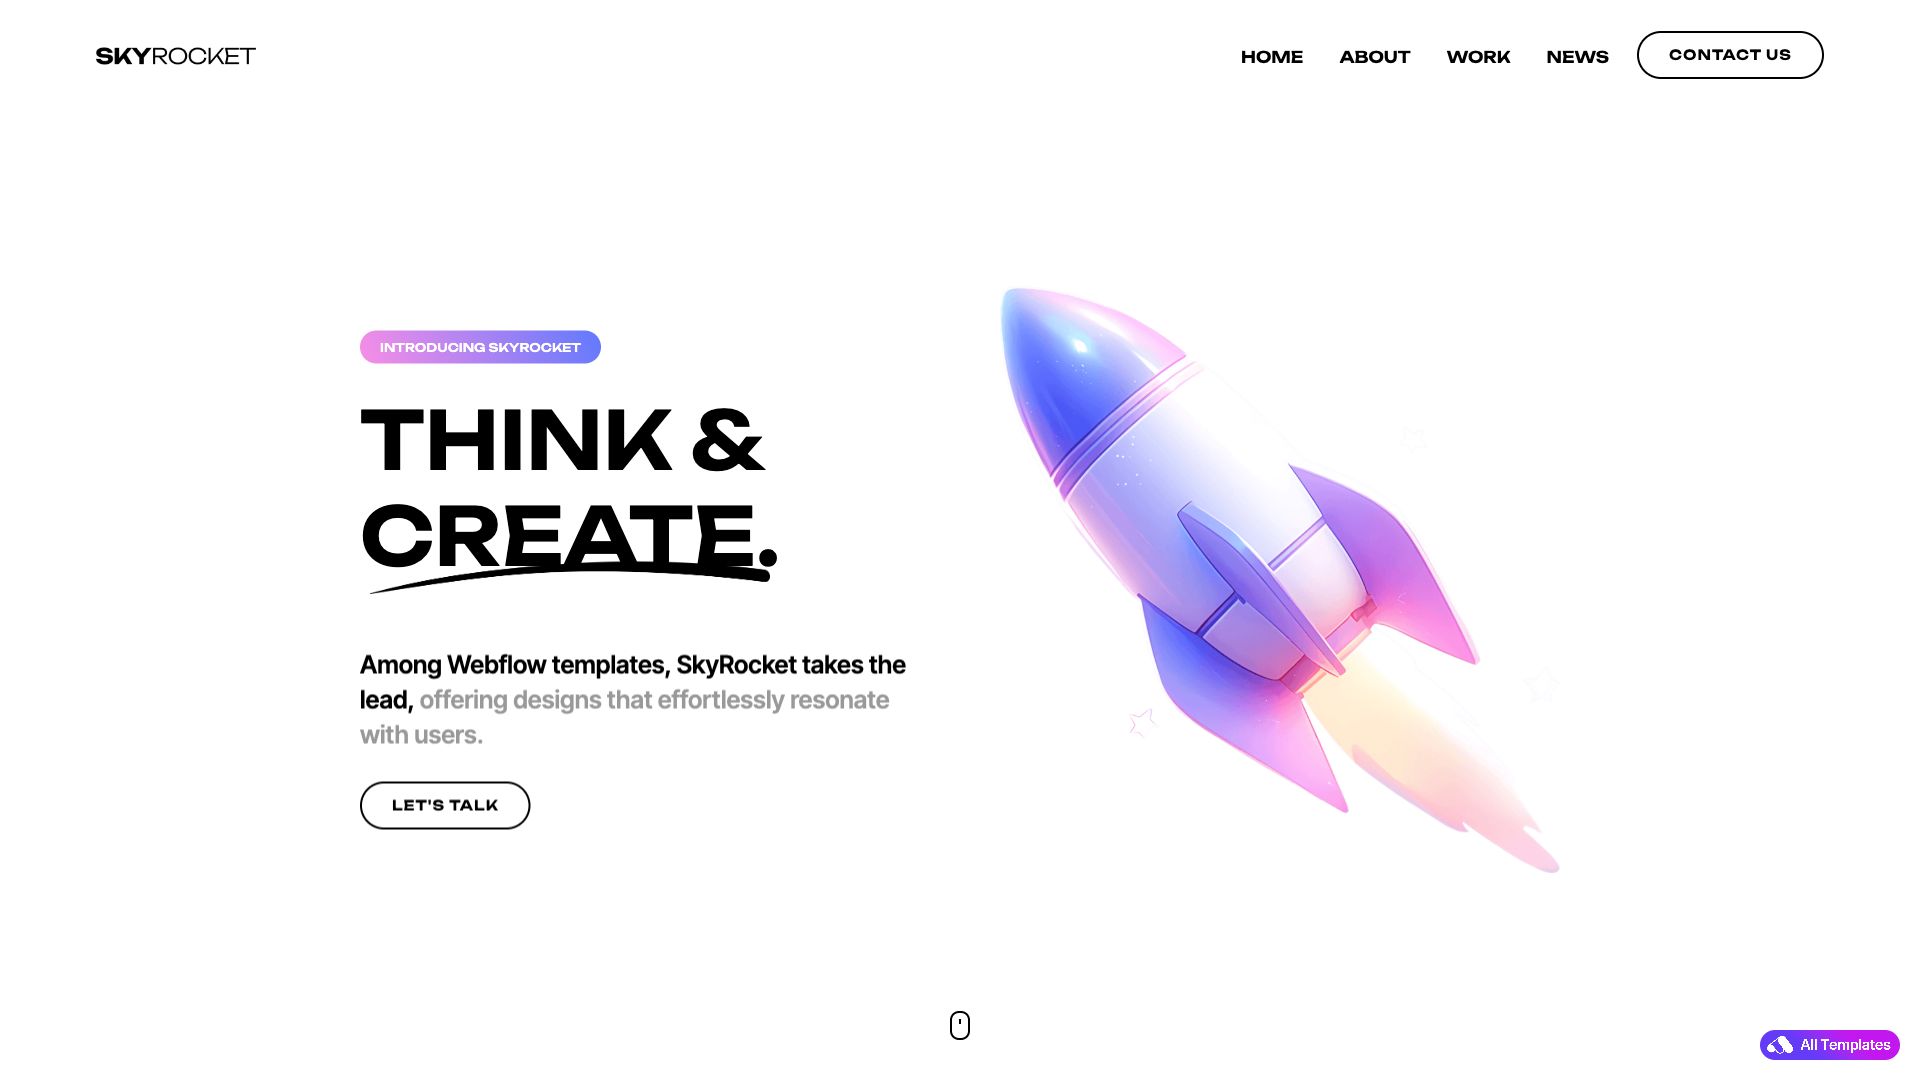 SKYROCKET
HOME ABOUT WORK NEWS CONTACT US
INTRODUCING SKYROCKET
THINK &
CREATE.
Among Webflow templates, SkyRocket takes the
lead, offering designs that effortlessly resonate
with users.
LET'S TALK
All Templates